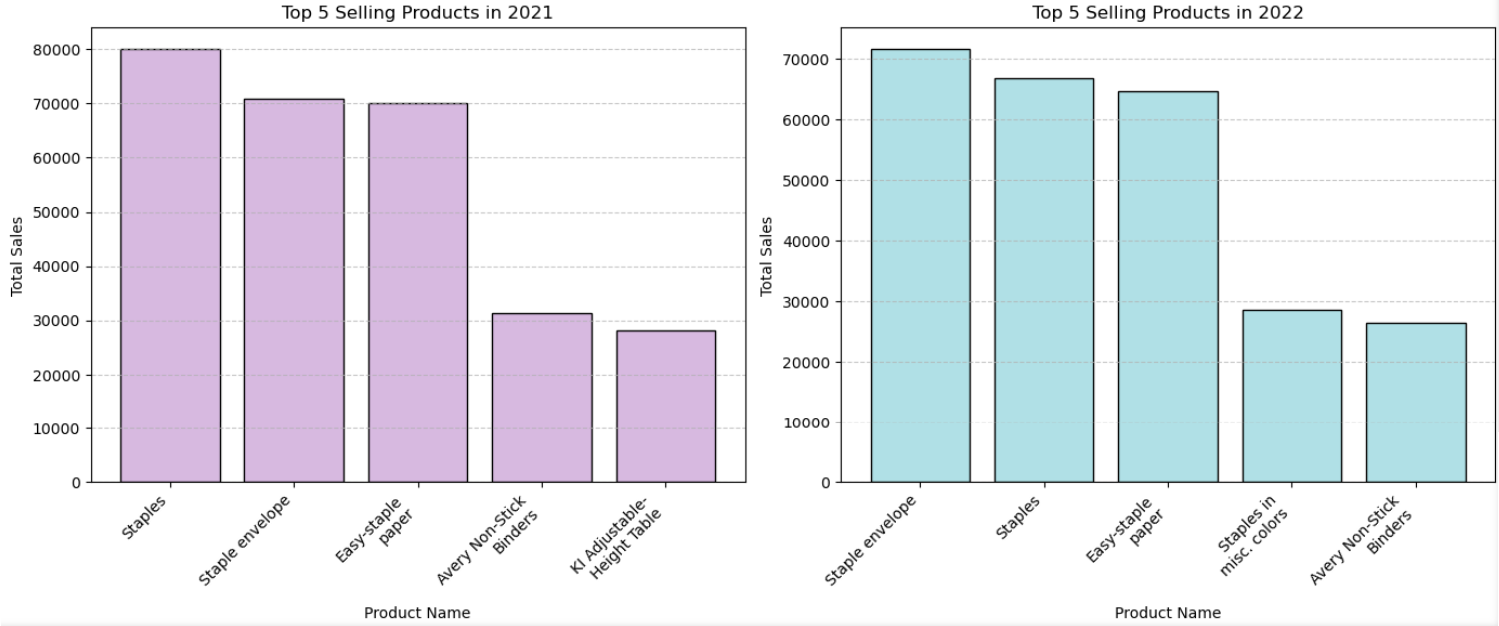 Top 5 Selling Products in 2021
Total Sales
80000
70000
60000
50000
40000
30000
20000
10000
0
Staples
Staple envelope
Easy-staple
paper
Avery Non-Stick
Binders
KI Adjustable-
Height Table
Product Name
Top 5 Selling Products in 2022
Total Sales
70000
60000
50000
40000
30000
20000
10000
0
Staple envelope
Staples
Easy-staple
paper
Staples in
misc. colors
Avery Non-Stick
Binders
Product Name